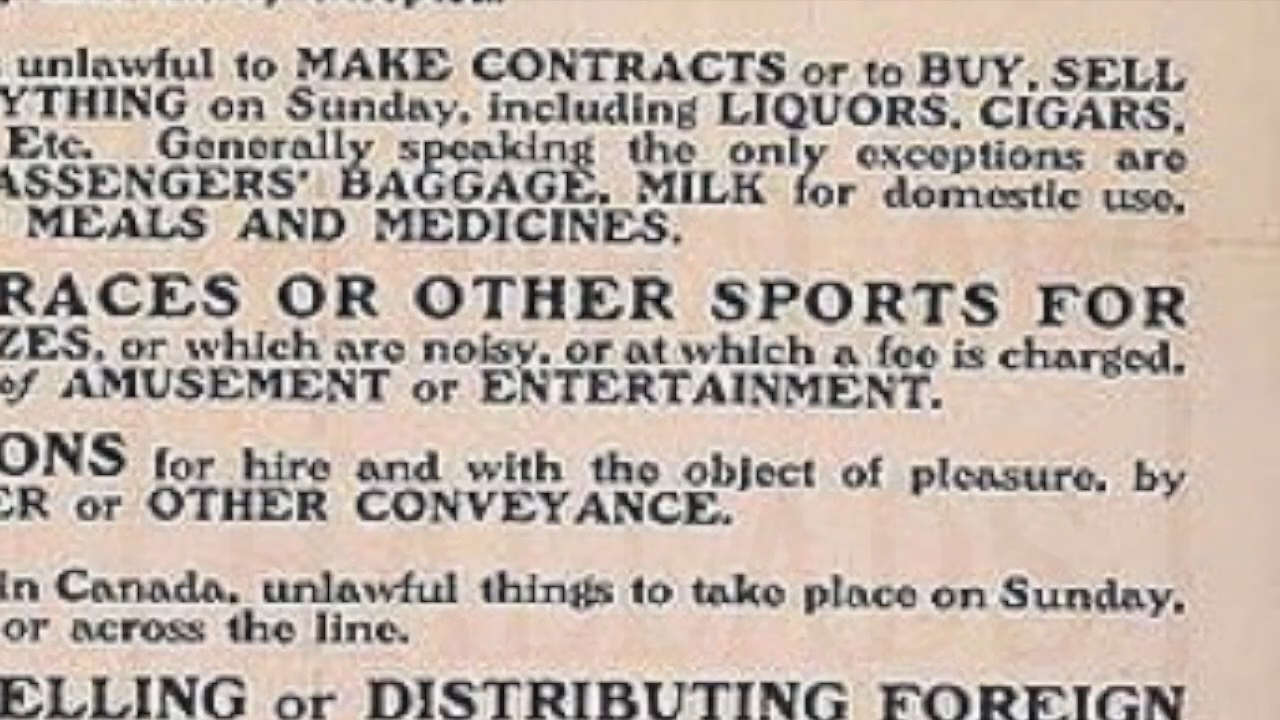 unlawful to MAKE CONTRACTS or to BUY, SELL
YTHING on Sunday, including LIQUORS, CIGARS,
Etc. Generally speaking the only exceptions are
ASSENGERS' BAGGAGE, MILK for domestic use,
MEALS AND MEDICINES.
RACES OR OTHER SPORTS FOR
ZES, or which are noisy, or at which a fee is charged,
of AMUSEMENT or ENTERTAINMENT.
ONS for hire and with the object of pleasure, by
ER or OTHER CONVEYANCE.
in Canada, unlawful things to take place on Sunday,
or across the line.
ELLING or DISTRIBUTING FOREIGN